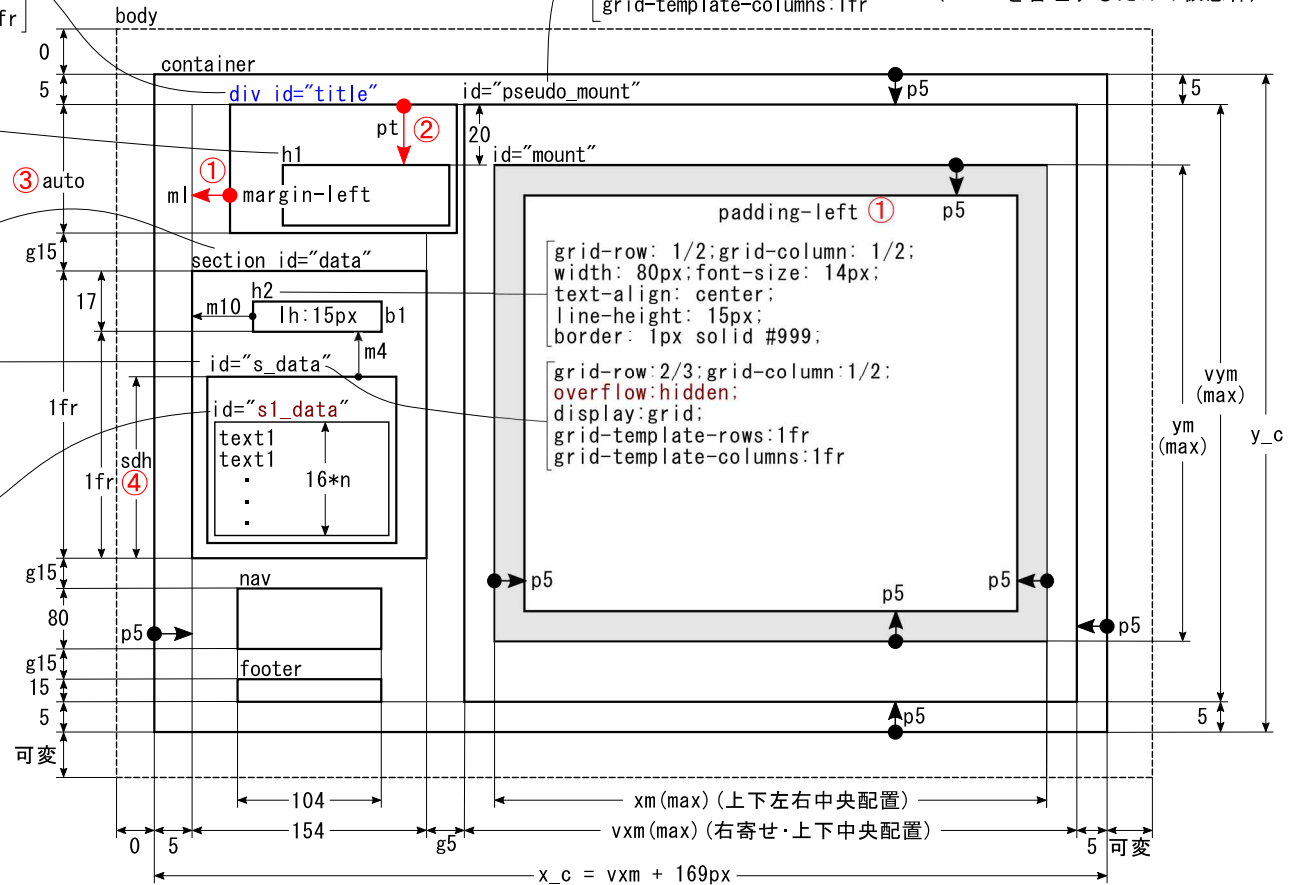 fr
body
grid-template-columns:1fr
0
container
5
div id="title"
id="pseudo_mount"
p5
5
pt ②
20
h1
id="mount"
③auto
①
ml
margin-left
p5
padding-left ①
g15
section id="data"
grid-row: 1/2;grid-column: 1/2;
width: 80px;font-size: 14px;
text-align: center;
line-height: 15px;
border: 1px solid #999;
17
h2
m10
lh:15px
b1
m4
id="s_data"
grid-row:2/3;grid-column:1/2;
overflow:hidden;
display:grid;
grid-template-rows:1fr
grid-template-columns:1fr
vym
(max)
1fr
id="s1_data"
text1
text1
・
・
・
ym
(max)
y_c
sdh
1fr ④
16*n
g15
nav
p5
p5
p5
80
p5
p5
g15
footer
15
5
p5
5
可変
104
xm(max)(上下左右中央配置)
154
vxm(max)(右寄せ・上下中央配置)
0
5
g5
5
可変
x_c = vxm + 169px